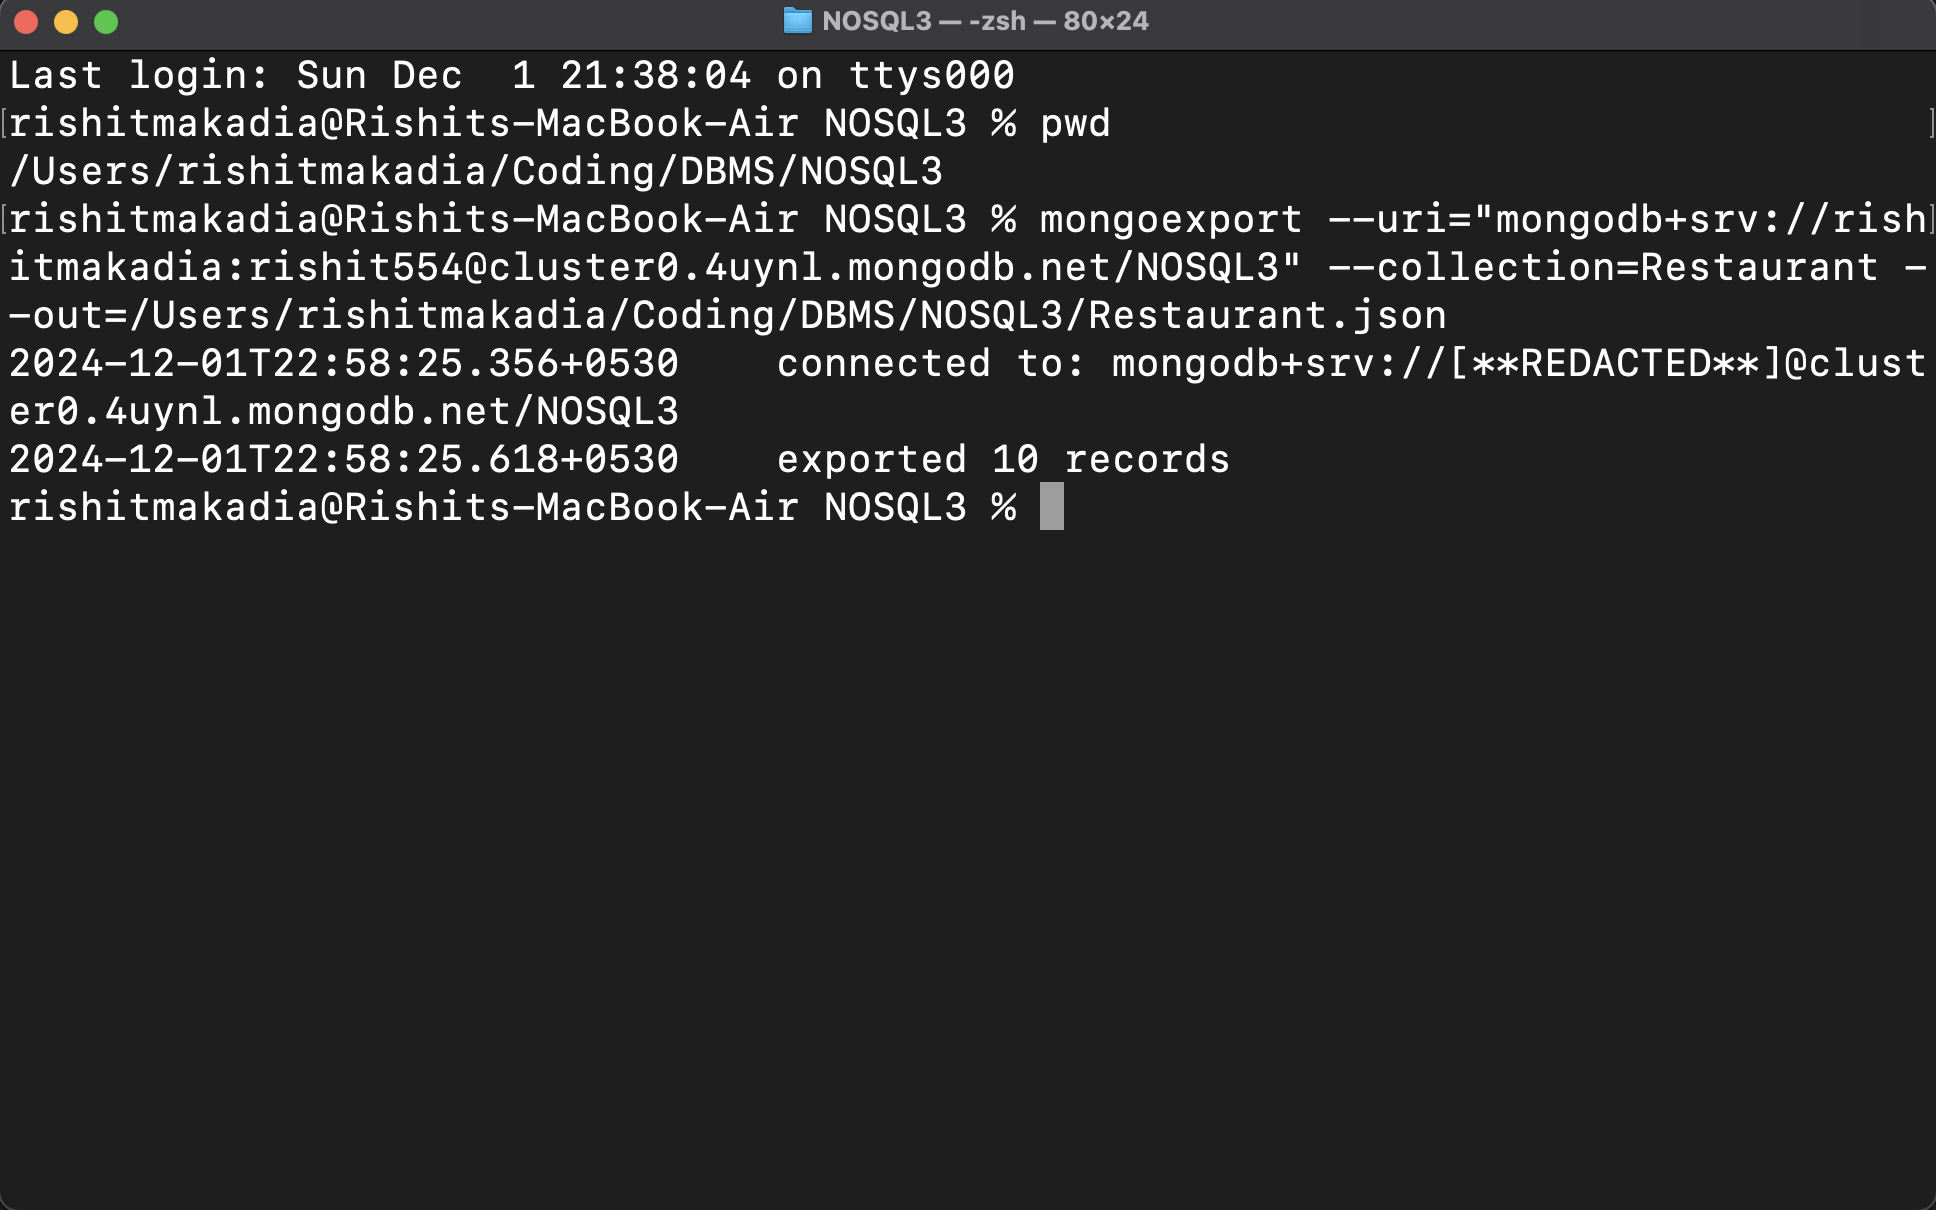 NOSQL3 — -zsh — 80×24
Last login: Sun Dec  1 21:38:04 on ttys000
[rishitmakadia@Rishits-MacBook-Air NOSQL3 % pwd ]
/Users/rishitmakadia/Coding/DBMS/NOSQL3
[rishitmakadia@Rishits-MacBook-Air NOSQL3 % mongoexport --uri="mongodb+srv://rish]
itmakadia:rishit554@cluster0.4uynl.mongodb.net/NOSQL3" --collection=Restaurant -
-out=/Users/rishitmakadia/Coding/DBMS/NOSQL3/Restaurant.json
2024-12-01T22:58:25.356+0530    connected to: mongodb+srv://[**REDACTED**]@clust
er0.4uynl.mongodb.net/NOSQL3
2024-12-01T22:58:25.618+0530    exported 10 records
rishitmakadia@Rishits-MacBook-Air NOSQL3 %